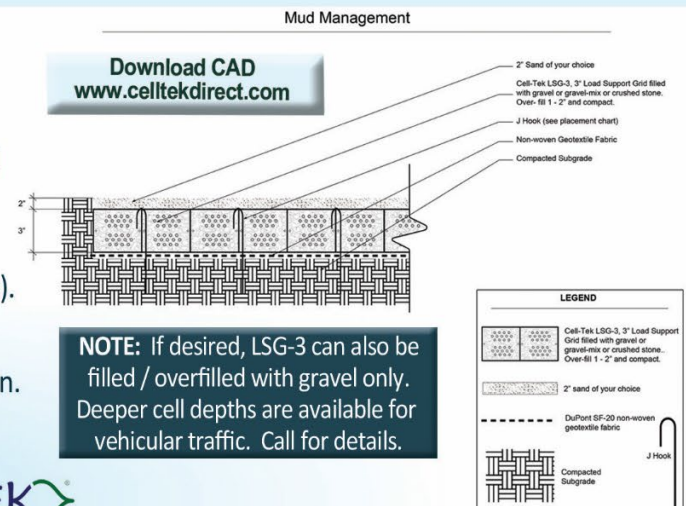 Mud Management
Download CAD
www.celltekdirect.com
2" Sand of your choice
Cell-Tek LSG-3, 3" Load Support Grid filled
with gravel or gravel-mix or crushed stone.
Over- fill 1 - 2" and compact.
J Hook (see placement chart)
Non-woven Geotextile Fabric
Compacted Subgrade
2"
3"
).
n.
NOTE: If desired, LSG-3 can also be
filled / overfilled with gravel only.
Deeper cell depths are available for
vehicular traffic. Call for details.
LEGEND
Cell-Tek LSG-3, 3" Load Support
Grid filled with gravel or
gravel-mix or crushed stone.
Over-fill 1 - 2" and compact.
2" sand of your choice
DuPont SF-20 non-woven
geotextile fabric
J Hook
Compacted
Subgrade
EK